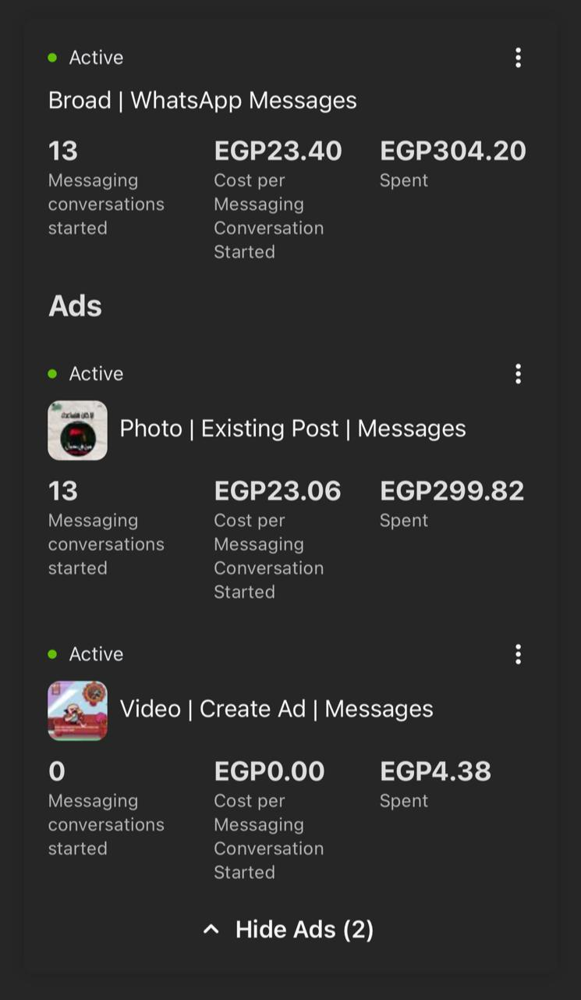 Active
Broad | WhatsApp Messages
13
EGP23.40
EGP304.20
Messaging conversations started
Cost per Messaging Conversation Started
Spent
Ads
Active
Photo | Existing Post | Messages
13
EGP23.06
EGP299.82
Messaging conversations started
Cost per Messaging Conversation Started
Spent
Active
Video | Create Ad | Messages
0
EGP0.00
EGP4.38
Messaging conversations started
Cost per Messaging Conversation Started
Spent
Hide Ads (2)